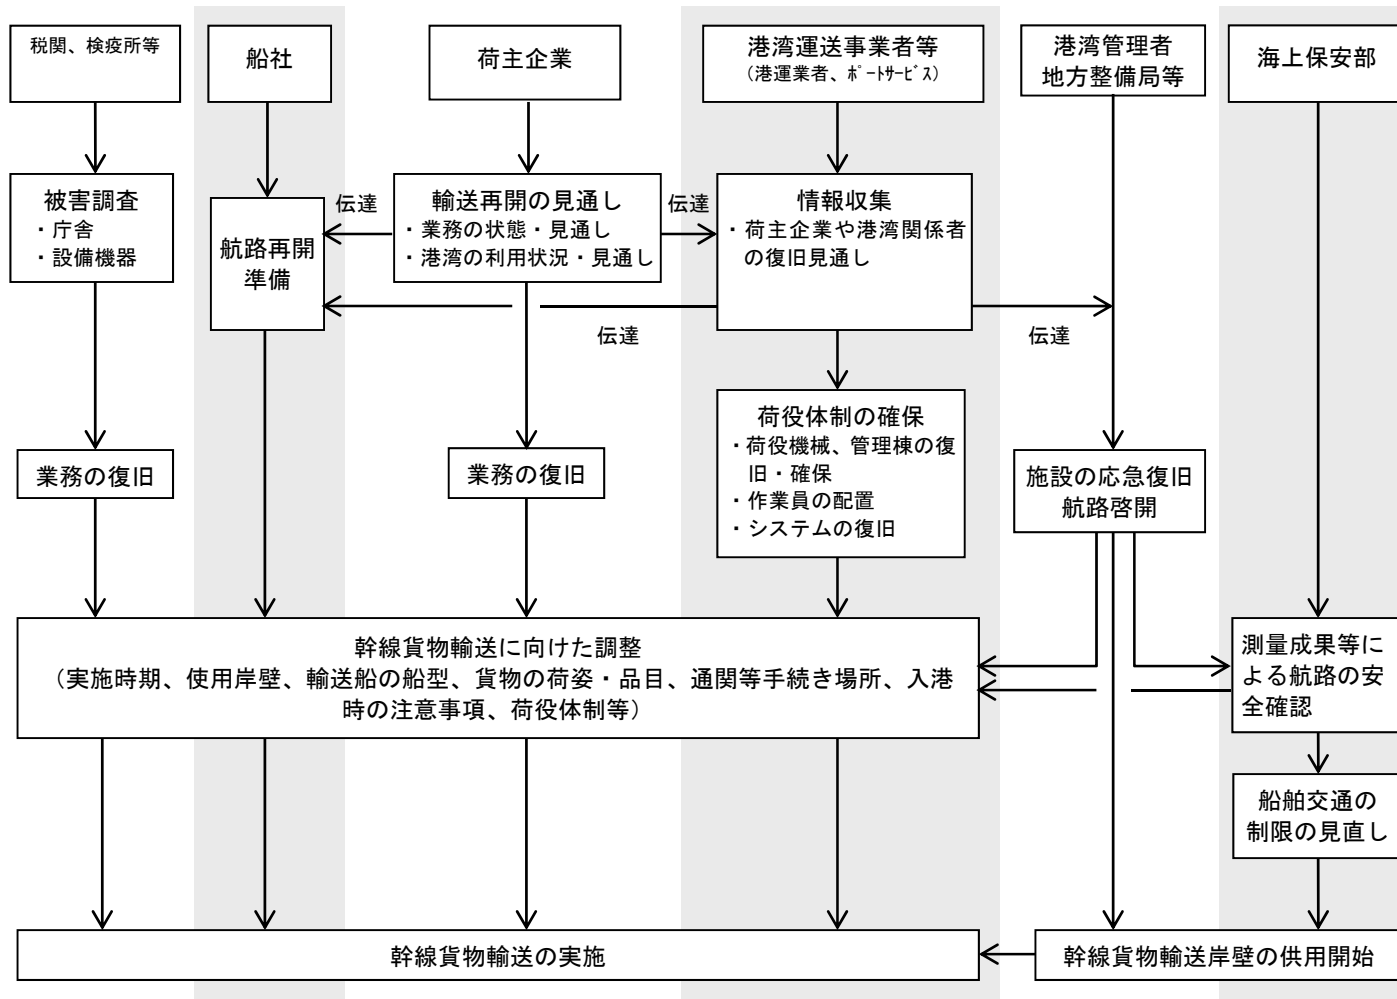 税関、検疫所等
船社
荷主企業
港湾運送事業者等
（港運業者、ﾎﾟｰﾄｻｰﾋﾞｽ）
港湾管理者
地方整備局等
海上保安部
被害調査
・庁舎
・設備機器
航路再開
準備
伝達
輸送再開の見通し
・業務の状態・見通し
・港湾の利用状況・見通し
伝達
情報収集
・荷主企業や港湾関係者
の復旧見通し
伝達
伝達
業務の復旧
業務の復旧
荷役体制の確保
・荷役機械、管理棟の復
旧・確保
・作業員の配置
・システムの復旧
施設の応急復旧
航路啓開
幹線貨物輸送に向けた調整
（実施時期、使用岸壁、輸送船の船型、貨物の荷姿・品目、通関等手続き場所、入港
時の注意事項、荷役体制等）
測量成果等に
よる航路の安
全確認
船舶交通の
制限の見直し
幹線貨物輸送の実施
幹線貨物輸送岸壁の供用開始